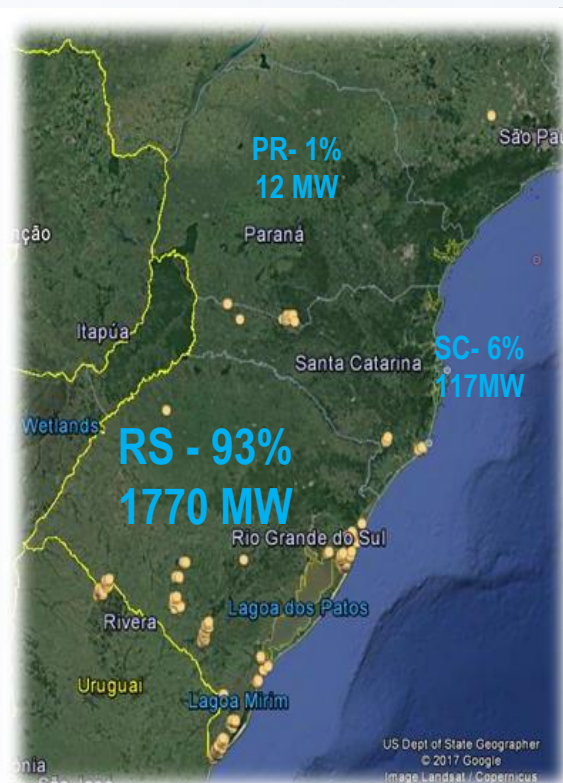 São Pau
PR- 1%
12 MW
nção
Paraná
Itapúa
Santa Catarina
SC- 6%
117MW
Wetlands
RS - 93%
1770 MW
Rio Grande do Sul
Lagoa dos Patos
Rivera
Uruguai
Lagoa Mirim
US Dept of State Geographer
onia
© 2017 Google
Image Landsat / Copernicus